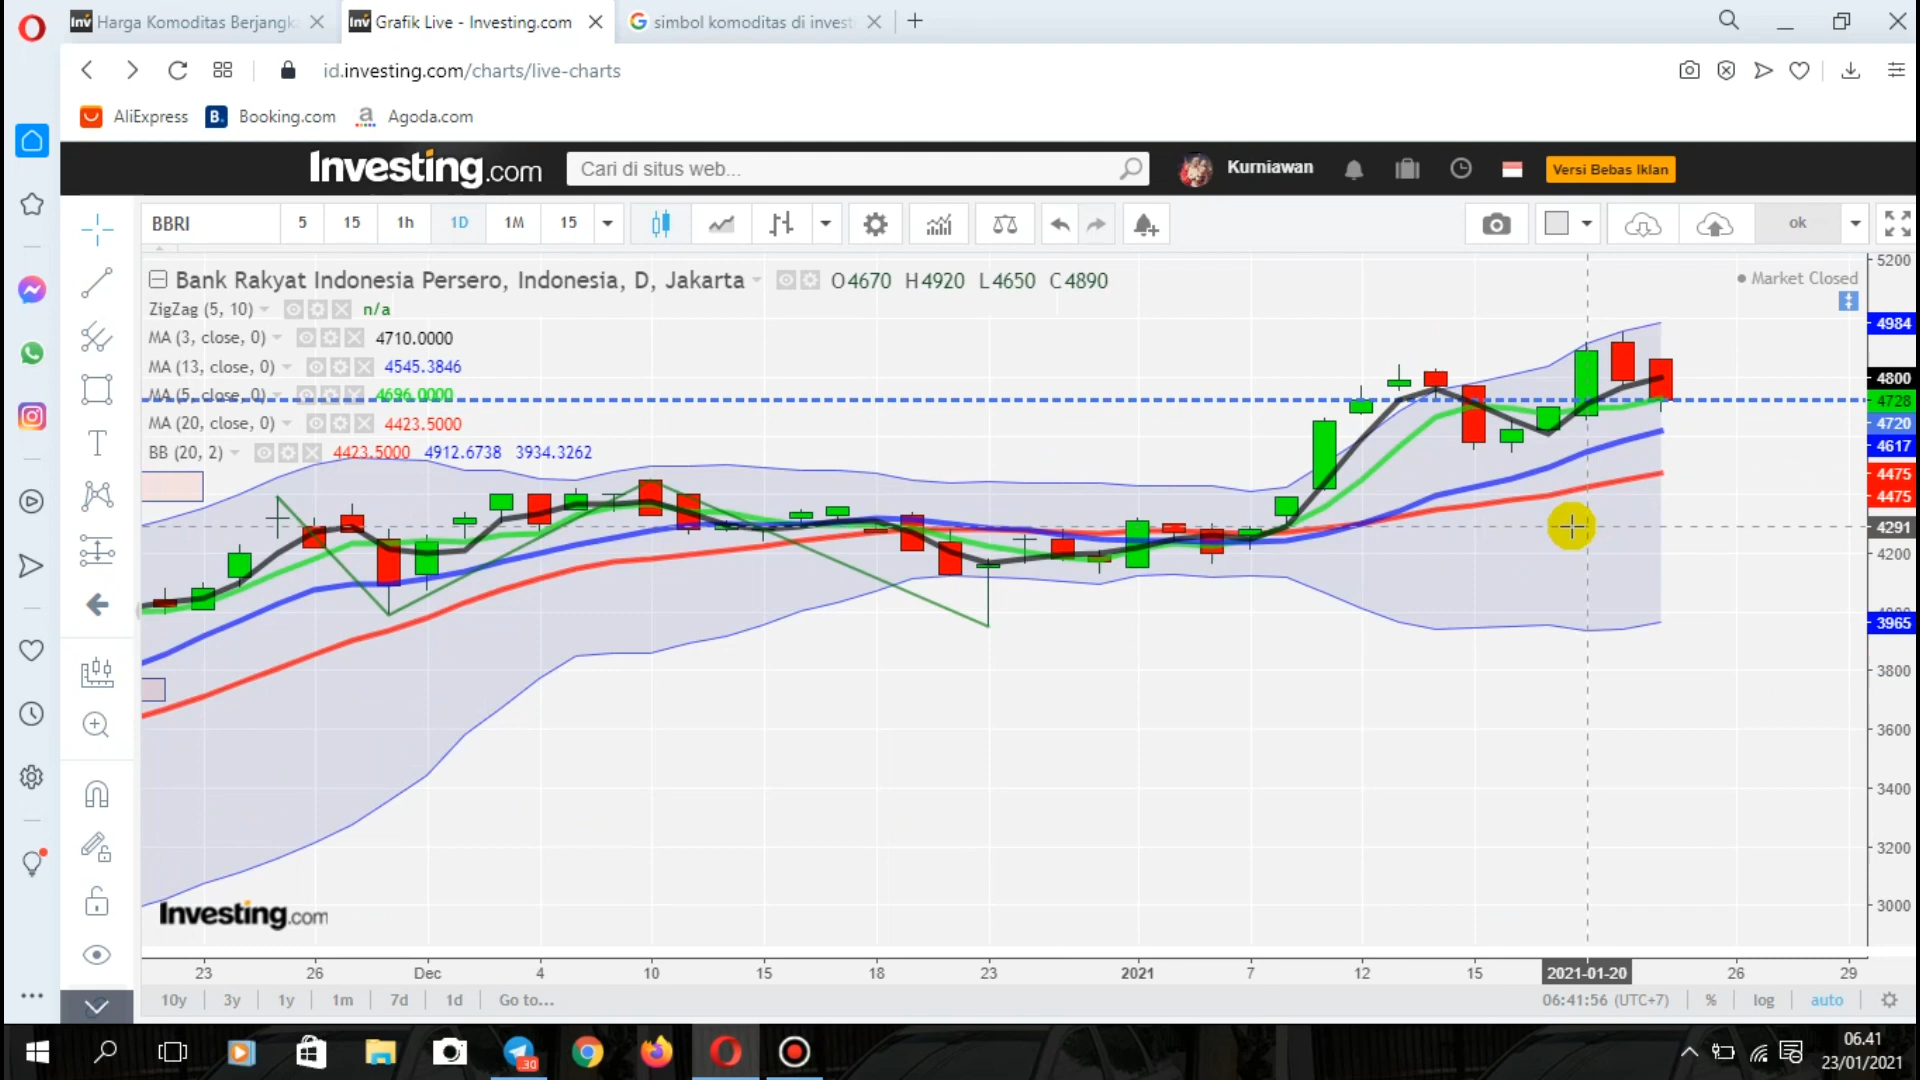 Harga Komoditas Berjangka
Grafik Live - Investing.com
simbol komoditas di invest
id.investing.com/charts/live-charts
AliExpress
B. Booking.com
a Agoda.com
Investing.com
Cari di situs web...
Kurniawan
Versi Bebas Iklan
BBRI
5
15
1h
1D
1M
15
ok
Bank Rakyat Indonesia Persero, Indonesia, D, Jakarta
O4670 H4920 L4650 C4890
Market Closed
ZigZag (5, 10) n/a
MA (3, close, 0) 4710.0000
MA (13, close, 0) 4545.3846
MA (5, close, 0) 4696.0000
MA (20, close, 0) 4423.5000
BB (20, 2) 4423.5000 4912.6738 3934.3262
5200
4984
4800
4728
4720
4617
4475
4475
4291
4200
3965
3800
3600
3400
3200
3000
Investing.com
23
26
Dec
4
10
15
18
23
2021
7
12
15
2021-01-20
26
29
10y
3y
1y
1m
7d
1d
Go to...
06:41:56 (UTC+7)
%
log
auto
30
06.41
23/01/2021